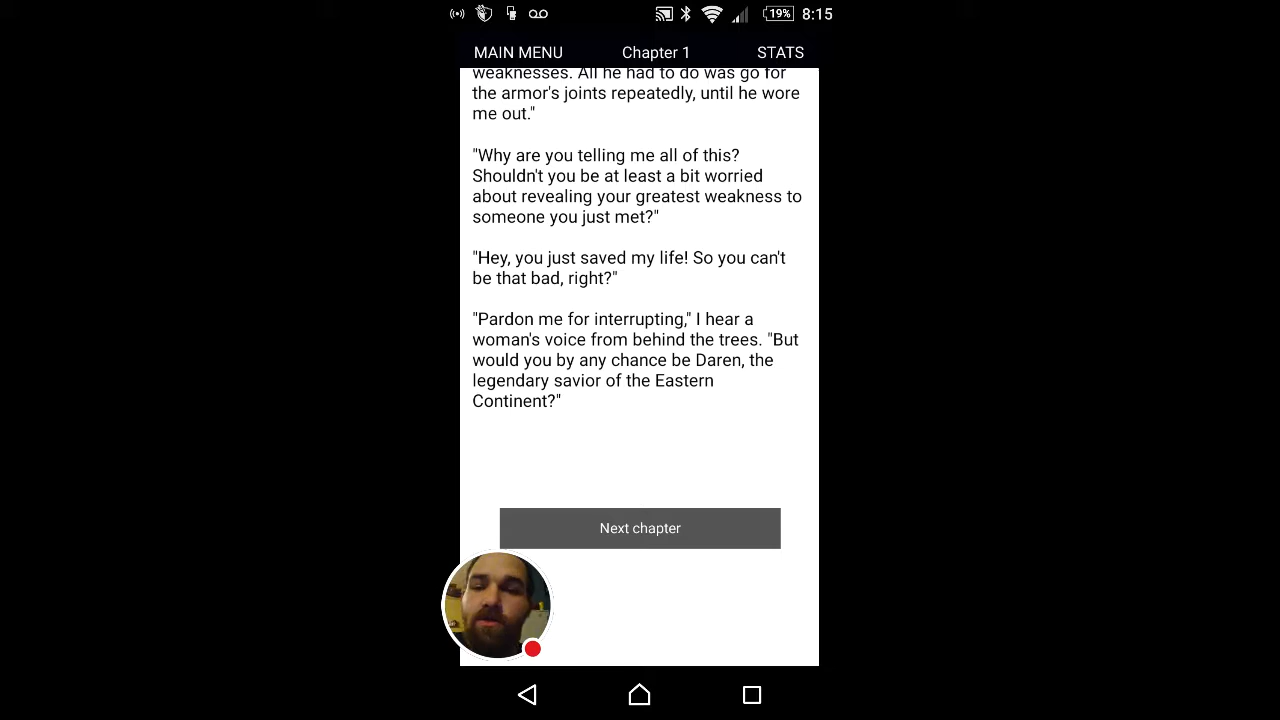 19% 8:15
MAIN MENU Chapter 1 STATS
weaknesses. All he had to do was go for
the armor's joints repeatedly, until he wore
me out."
"Why are you telling me all of this?
Shouldn't you be at least a bit worried
about revealing your greatest weakness to
someone you just met?"
"Hey, you just saved my life! So you can't
be that bad, right?"
"Pardon me for interrupting," I hear a
woman's voice from behind the trees. "But
would you by any chance be Daren, the
legendary savior of the Eastern
Continent?"
Next chapter